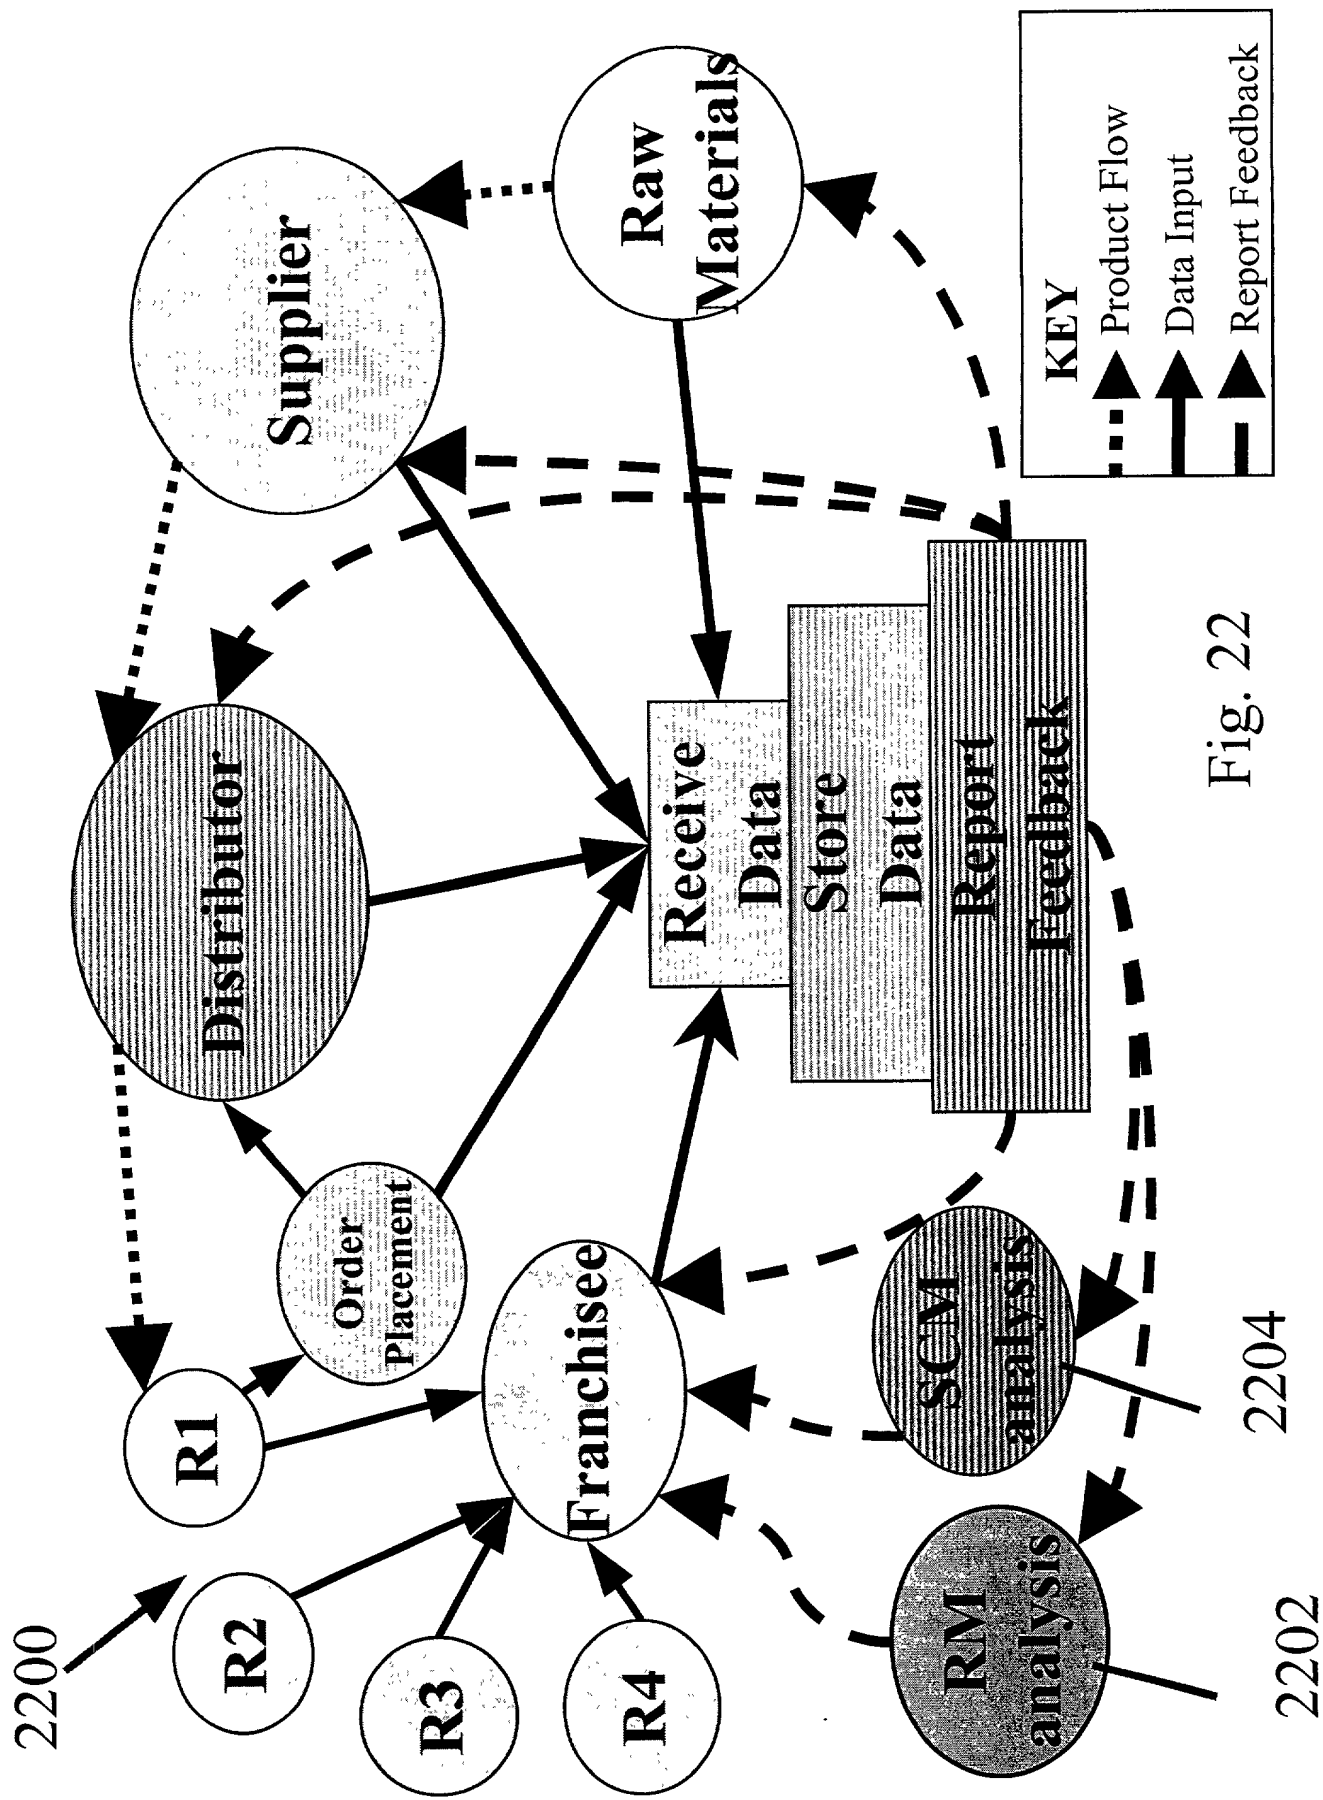 2200
R1
R2
R3
R4
Order
Placement
Distributor
Supplier
Franchisee
Receive
Data
Store
Data
Report
Feedback
Raw
Materials
RM
analysis
SCM
analysis
2202
2204
KEY
Product Flow
Data Input
Report Feedback
Fig. 22